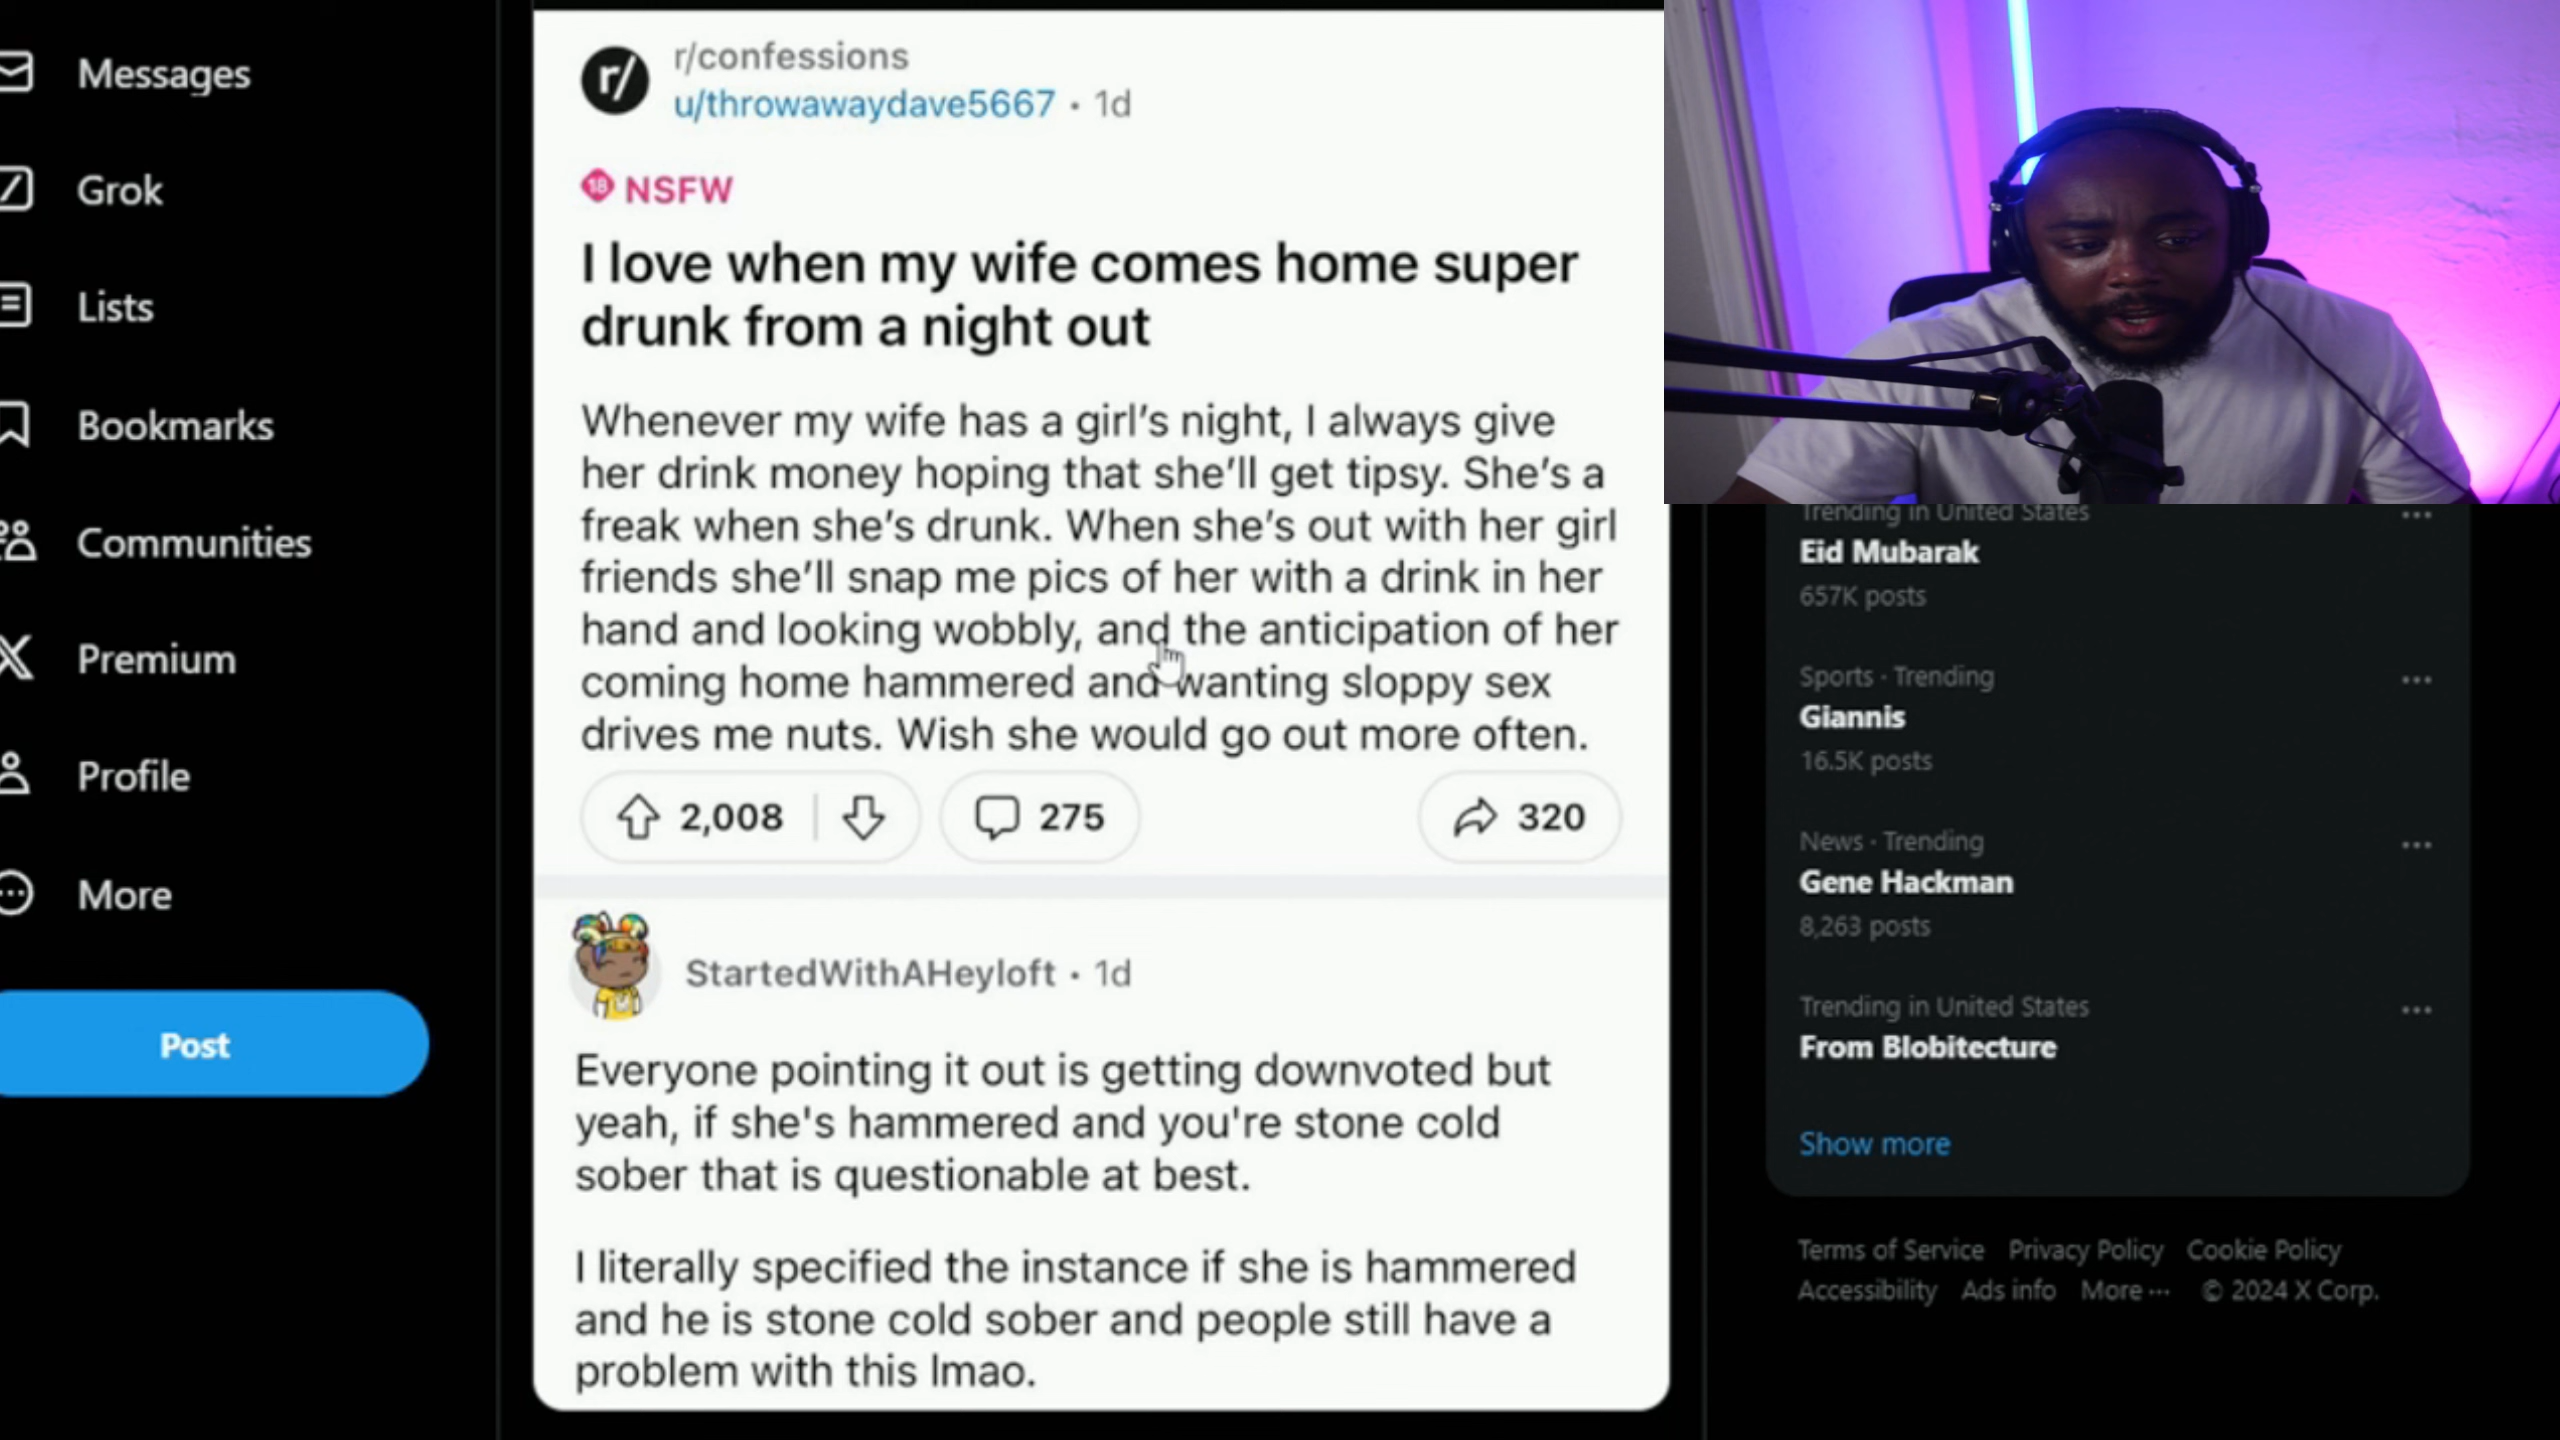 Messages
Grok
Lists
Bookmarks
Communities
Premium
Profile
More
Post
r/
r/confessions
u/throwawaydave5667 • 1d
18 NSFW
I love when my wife comes home super
drunk from a night out
Whenever my wife has a girl's night, I always give
her drink money hoping that she'll get tipsy. She's a
freak when she's drunk. When she's out with her girl
friends she'll snap me pics of her with a drink in her
hand and looking wobbly, and the anticipation of her
coming home hammered and wanting sloppy sex
drives me nuts. Wish she would go out more often.
2,008
275
320
StartedWithAHeyloft • 1d
Everyone pointing it out is getting downvoted but
yeah, if she's hammered and you're stone cold
sober that is questionable at best.
I literally specified the instance if she is hammered
and he is stone cold sober and people still have a
problem with this lmao.
Trending in United States
Eid Mubarak
657K posts
Sports · Trending
Giannis
16.5K posts
News · Trending
Gene Hackman
8,263 posts
Trending in United States
From Blobitecture
Show more
Terms of Service Privacy Policy Cookie Policy
Accessibility Ads info More ··· © 2024 X Corp.